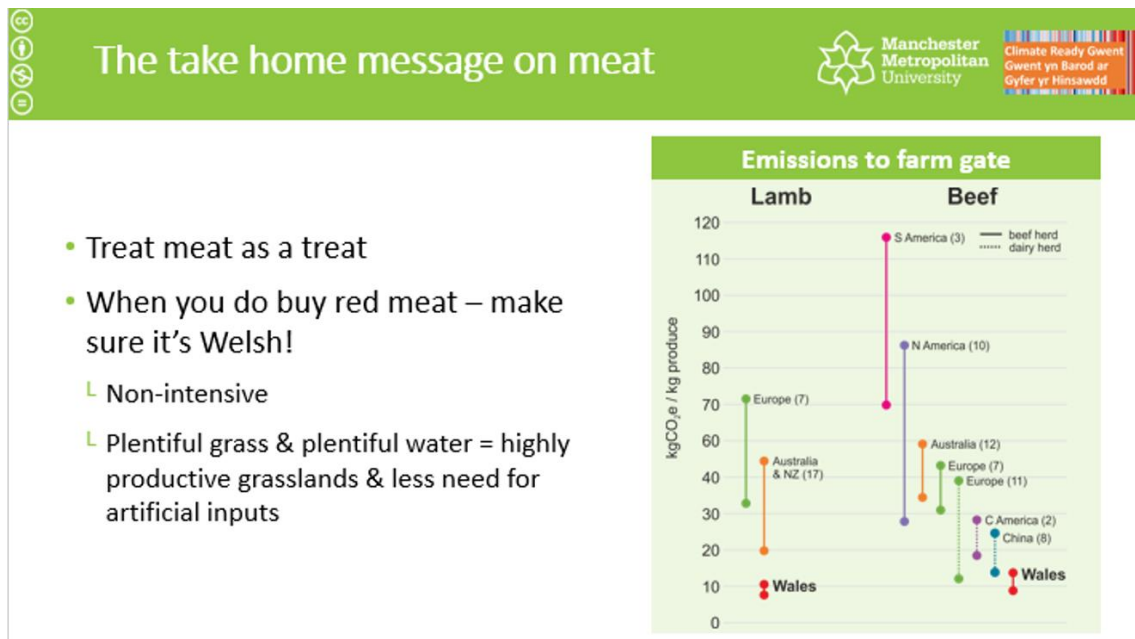 The take home message on meat
Manchester
Metropolitan
University
Climate Ready Gwent
Gwent yn Barod ar
Gyfer yr Hinsawdd
• Treat meat as a treat
• When you do buy red meat – make
sure it's Welsh!
Non-intensive
Plentiful grass & plentiful water = highly
productive grasslands & less need for
artificial inputs
Emissions to farm gate
Lamb
Beef
kgCO₂e / kg produce
120
110
100
90
80
70
60
50
40
30
20
10
0
Europe (7)
Australia
& NZ (17)
Wales
S America (3)
beef herd
dairy herd
N America (10)
Australia (12)
Europe (7)
Europe (11)
C America (2)
China (8)
Wales
cc